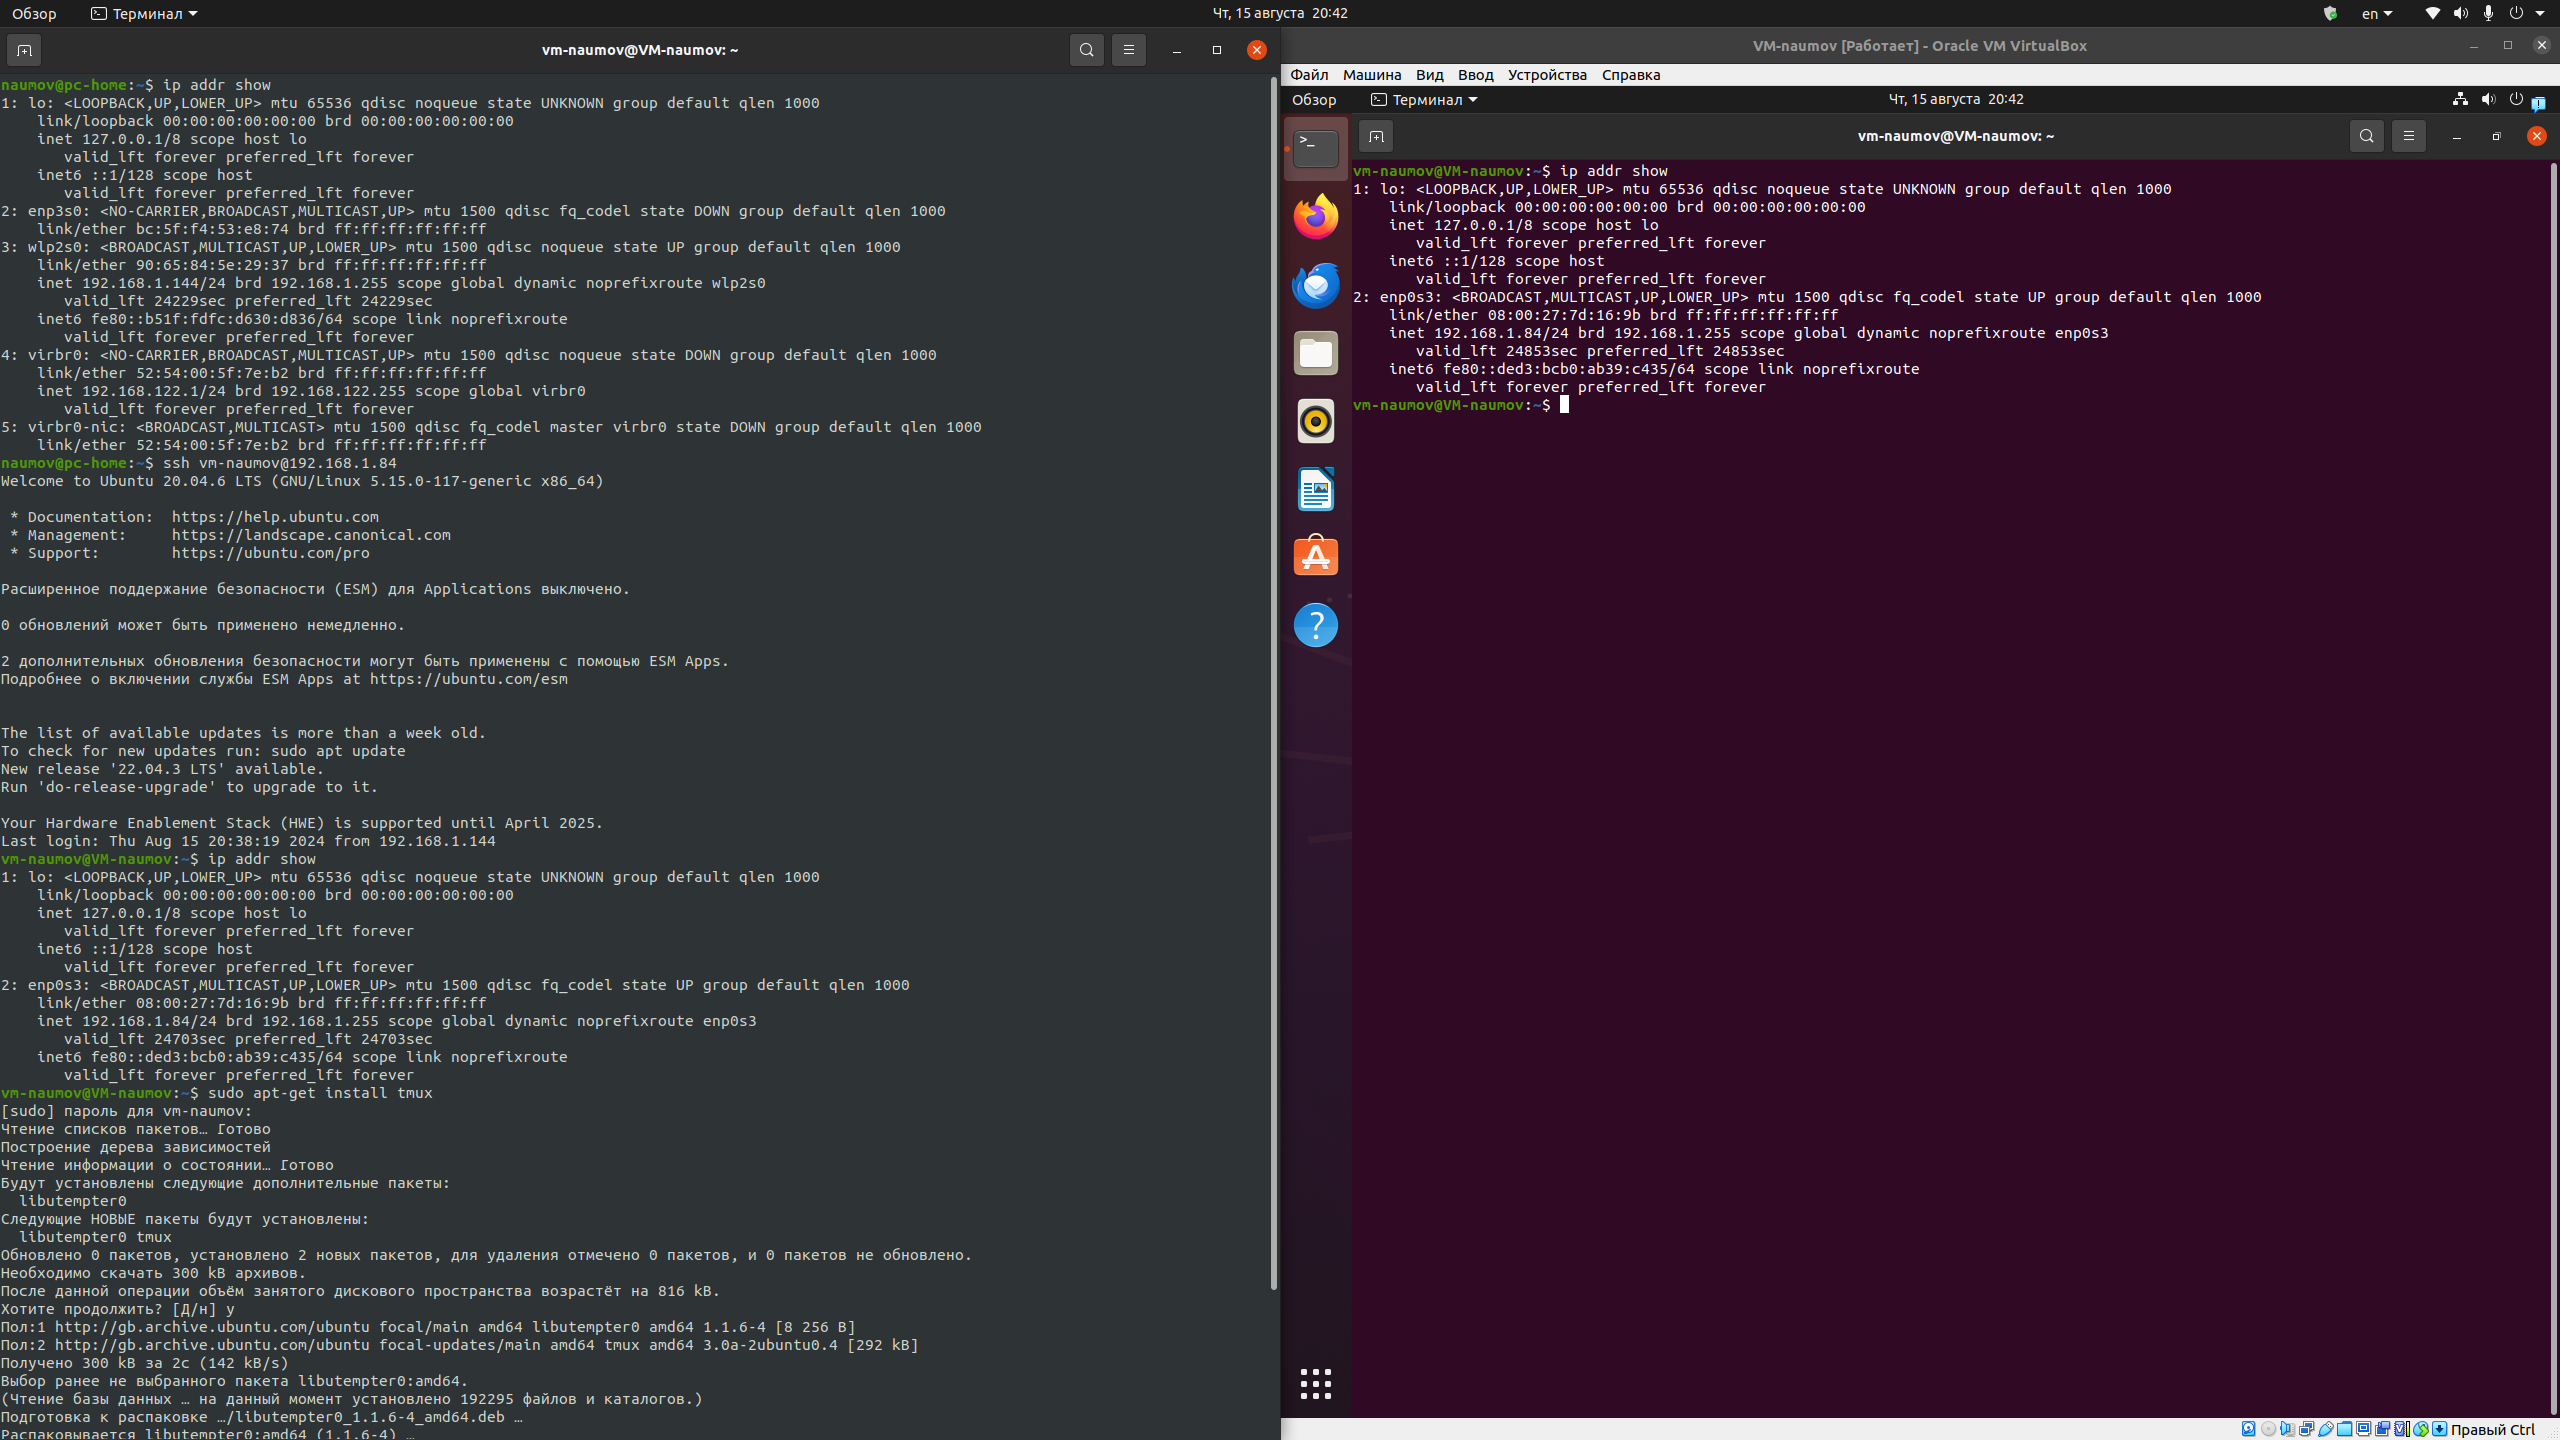 Обзор Терминал Чт, 15 августа 20:42 en
vm-naumov@VM-naumov: ~
naumov@pc-home:~$ ip addr show
1: lo: <LOOPBACK,UP,LOWER_UP> mtu 65536 qdisc noqueue state UNKNOWN group default qlen 1000
    link/loopback 00:00:00:00:00:00 brd 00:00:00:00:00:00
    inet 127.0.0.1/8 scope host lo
       valid_lft forever preferred_lft forever
    inet6 ::1/128 scope host
       valid_lft forever preferred_lft forever
2: enp3s0: <NO-CARRIER,BROADCAST,MULTICAST,UP> mtu 1500 qdisc fq_codel state DOWN group default qlen 1000
    link/ether bc:5f:f4:53:e8:74 brd ff:ff:ff:ff:ff:ff
3: wlp2s0: <BROADCAST,MULTICAST,UP,LOWER_UP> mtu 1500 qdisc noqueue state UP group default qlen 1000
    link/ether 90:65:84:5e:29:37 brd ff:ff:ff:ff:ff:ff
    inet 192.168.1.144/24 brd 192.168.1.255 scope global dynamic noprefixroute wlp2s0
       valid_lft 24229sec preferred_lft 24229sec
    inet6 fe80::b51f:fdfc:d630:d836/64 scope link noprefixroute
       valid_lft forever preferred_lft forever
4: virbr0: <NO-CARRIER,BROADCAST,MULTICAST,UP> mtu 1500 qdisc noqueue state DOWN group default qlen 1000
    link/ether 52:54:00:5f:7e:b2 brd ff:ff:ff:ff:ff:ff
    inet 192.168.122.1/24 brd 192.168.122.255 scope global virbr0
       valid_lft forever preferred_lft forever
5: virbr0-nic: <BROADCAST,MULTICAST> mtu 1500 qdisc fq_codel master virbr0 state DOWN group default qlen 1000
    link/ether 52:54:00:5f:7e:b2 brd ff:ff:ff:ff:ff:ff
naumov@pc-home:~$ ssh vm-naumov@192.168.1.84
Welcome to Ubuntu 20.04.6 LTS (GNU/Linux 5.15.0-117-generic x86_64)
 * Documentation:  https://help.ubuntu.com
 * Management:     https://landscape.canonical.com
 * Support:        https://ubuntu.com/pro
Расширенное поддержание безопасности (ESM) для Applications выключено.
0 обновлений может быть применено немедленно.
2 дополнительных обновления безопасности могут быть применены с помощью ESM Apps.
Подробнее о включении службы ESM Apps at https://ubuntu.com/esm
The list of available updates is more than a week old.
To check for new updates run: sudo apt update
New release '22.04.3 LTS' available.
Run 'do-release-upgrade' to upgrade to it.
Your Hardware Enablement Stack (HWE) is supported until April 2025.
Last login: Thu Aug 15 20:38:19 2024 from 192.168.1.144
vm-naumov@VM-naumov:~$ ip addr show
1: lo: <LOOPBACK,UP,LOWER_UP> mtu 65536 qdisc noqueue state UNKNOWN group default qlen 1000
    link/loopback 00:00:00:00:00:00 brd 00:00:00:00:00:00
    inet 127.0.0.1/8 scope host lo
       valid_lft forever preferred_lft forever
    inet6 ::1/128 scope host
       valid_lft forever preferred_lft forever
2: enp0s3: <BROADCAST,MULTICAST,UP,LOWER_UP> mtu 1500 qdisc fq_codel state UP group default qlen 1000
    link/ether 08:00:27:7d:16:9b brd ff:ff:ff:ff:ff:ff
    inet 192.168.1.84/24 brd 192.168.1.255 scope global dynamic noprefixroute enp0s3
       valid_lft 24703sec preferred_lft 24703sec
    inet6 fe80::ded3:bcb0:ab39:c435/64 scope link noprefixroute
       valid_lft forever preferred_lft forever
vm-naumov@VM-naumov:~$ sudo apt-get install tmux
[sudo] пароль для vm-naumov:
Чтение списков пакетов… Готово
Построение дерева зависимостей
Чтение информации о состоянии… Готово
Будут установлены следующие дополнительные пакеты:
  libutempter0
Следующие НОВЫЕ пакеты будут установлены:
  libutempter0 tmux
Обновлено 0 пакетов, установлено 2 новых пакетов, для удаления отмечено 0 пакетов, и 0 пакетов не обновлено.
Необходимо скачать 300 kB архивов.
После данной операции объём занятого дискового пространства возрастёт на 816 kB.
Хотите продолжить? [Д/н] y
Пол:1 http://gb.archive.ubuntu.com/ubuntu focal/main amd64 libutempter0 amd64 1.1.6-4 [8 256 B]
Пол:2 http://gb.archive.ubuntu.com/ubuntu focal-updates/main amd64 tmux amd64 3.0a-2ubuntu0.4 [292 kB]
Получено 300 kB за 2с (142 kB/s)
Выбор ранее не выбранного пакета libutempter0:amd64.
(Чтение базы данных … на данный момент установлено 192295 файлов и каталогов.)
Подготовка к распаковке …/libutempter0_1.1.6-4_amd64.deb …
Распаковывается libutempter0:amd64 (1.1.6-4) …
VM-naumov [Работает] - Oracle VM VirtualBox
Файл Машина Вид Ввод Устройства Справка
Обзор Терминал Чт, 15 августа 20:42
vm-naumov@VM-naumov: ~
vm-naumov@VM-naumov:~$ ip addr show
1: lo: <LOOPBACK,UP,LOWER_UP> mtu 65536 qdisc noqueue state UNKNOWN group default qlen 1000
    link/loopback 00:00:00:00:00:00 brd 00:00:00:00:00:00
    inet 127.0.0.1/8 scope host lo
       valid_lft forever preferred_lft forever
    inet6 ::1/128 scope host
       valid_lft forever preferred_lft forever
2: enp0s3: <BROADCAST,MULTICAST,UP,LOWER_UP> mtu 1500 qdisc fq_codel state UP group default qlen 1000
    link/ether 08:00:27:7d:16:9b brd ff:ff:ff:ff:ff:ff
    inet 192.168.1.84/24 brd 192.168.1.255 scope global dynamic noprefixroute enp0s3
       valid_lft 24853sec preferred_lft 24853sec
    inet6 fe80::ded3:bcb0:ab39:c435/64 scope link noprefixroute
       valid_lft forever preferred_lft forever
vm-naumov@VM-naumov:~$
Правый Ctrl